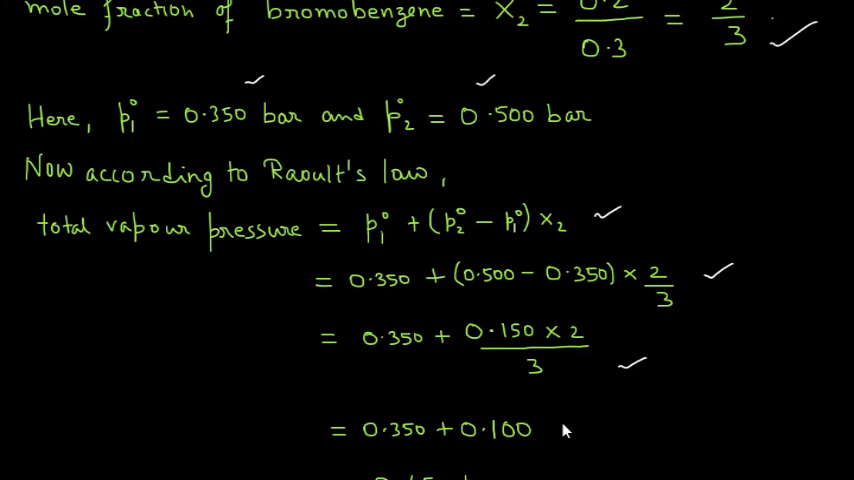 mole fraction of bromobenzene = X₂ = 0.2/0.3 = 2/3
Here, p₁° = 0.350 bar and p₂° = 0.500 bar
Now according to Raoult's law,
total vapour pressure = p₁° + (p₂° − p₁°) x₂
= 0.350 + (0.500 − 0.350) × 2/3
= 0.350 + 0.150 × 2/3
= 0.350 + 0.100